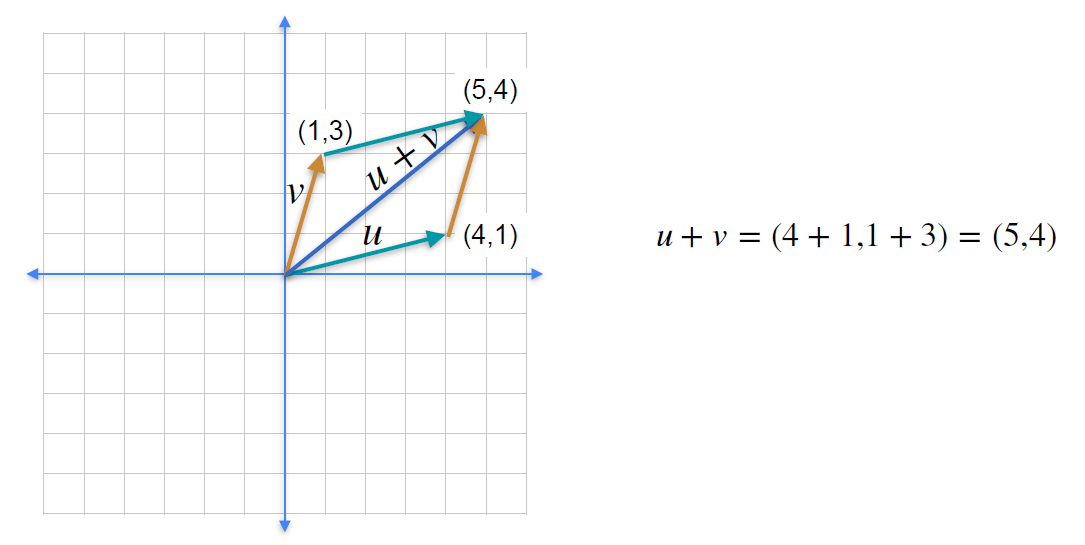 (5,4)
(1,3)
u + v
v
u
(4,1)
u + v = (4 + 1,1 + 3) = (5,4)